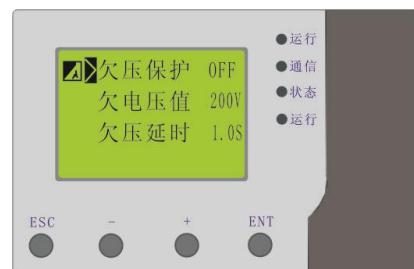 欠压保护 OFF
欠电压值 200V
欠压延时 1.0S
运行
通信
状态
运行
ESC - + ENT